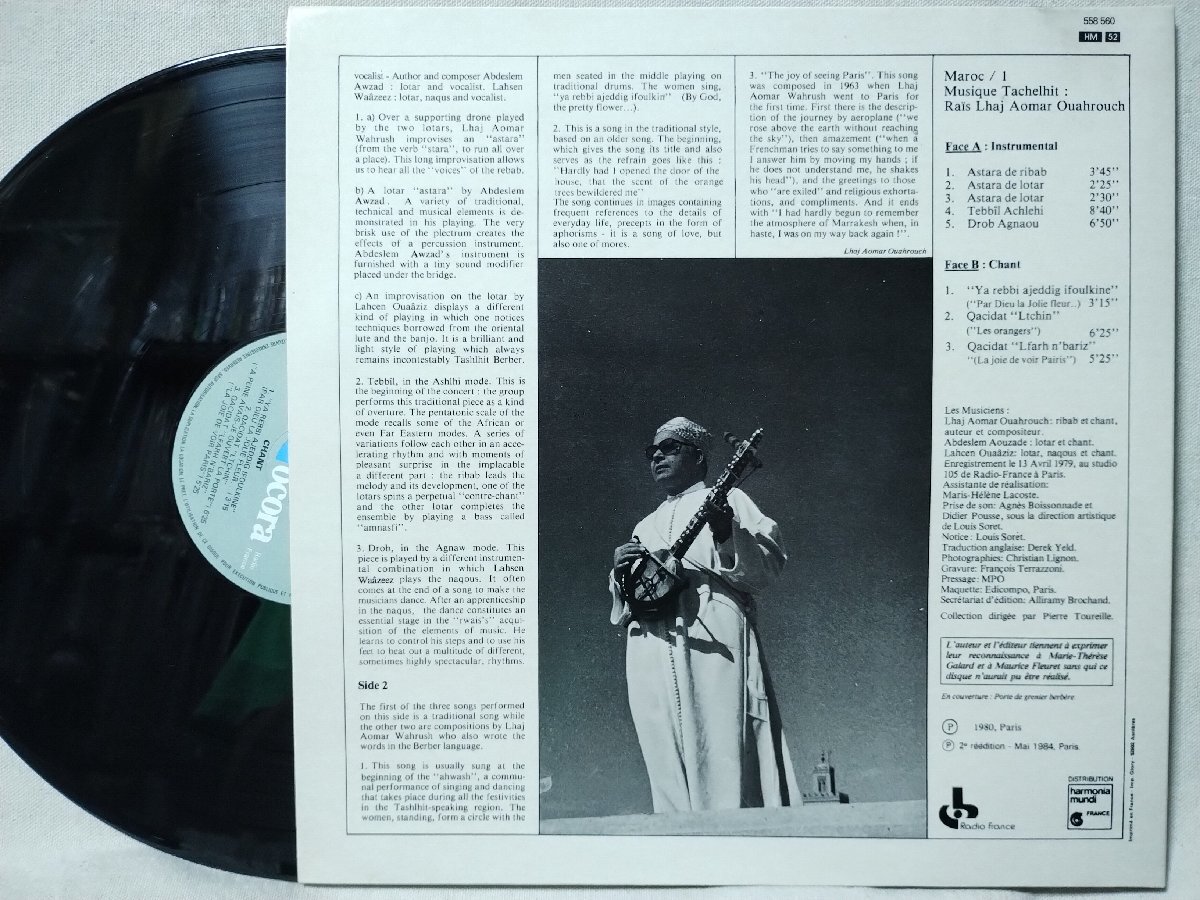 558 560
HM 52
vocalist - Author and composer Abdeslem
Awzad : lotar and vocalist. Lahsen
Waâzeez : lotar, naqus and vocalist.
1. a) Over a supporting drone played
by the two lotars, Lhaj Aomar
Wahrush improvises an "astara"
(from the verb "stara", to run all over
a place). This long improvisation allows
us to hear all the "voices" of the rebab.
b) A lotar "astara" by Abdeslem
Awzad. A variety of traditional,
technical and musical elements is de-
monstrated in his playing. The very
brisk use of the plectrum creates the
effects of a percussion instrument.
Abdeslem Awzad's instrument is
furnished with a tiny sound modifier
placed under the bridge.
c) An improvisation on the lotar by
Lahcen Ouaâziz displays a different
kind of playing in which one notices
techniques borrowed from the oriental
lute and the banjo. It is a brilliant and
light style of playing which always
remains incontestably Tashlhit Berber.
2. Tebbîl, in the Ashlhi mode. This is
the beginning of the concert : the group
performs this traditional piece as a kind
of overture. The pentatonic scale of the
mode recalls some of the African or
even Far Eastern modes. A series of
variations follow each other in an acce-
lerating rhythm and with moments of
pleasant surprise in the implacable
a different part : the ribab leads the
melody and its development, one of the
lotars spins a perpetual "contre-chant"
and the other lotar completes the
ensemble by playing a bass called
"amnasfi".
3. Drob, in the Agnaw mode. This
piece is played by a different instrumen-
tal combination in which Lahsen
Waâzeez plays the naqous. It often
comes at the end of a song to make the
musicians dance. After an apprenticeship
in the naqus, the dance constitutes an
essential stage in the "rwais's" acqui-
sition of the elements of music. He
learns to control his steps and to use his
feet to beat out a multitude of different,
sometimes highly spectacular, rhythms.
Side 2
The first of the three songs performed
on this side is a traditional song while
the other two are compositions by Lhaj
Aomar Wahrush who also wrote the
words in the Berber language.
1. This song is usually sung at the
beginning of the "ahwash", a commu-
nal performance of singing and dancing
that takes place during all the festivities
in the Tashlhit-speaking region. The
women, standing, form a circle with the
men seated in the middle playing on
traditional drums. The women sing,
"ya rebbi ajeddig ifoulkin" (By God,
the pretty flower...).
2. This is a song in the traditional style,
based on an older song. The beginning,
which gives the song its title and also
serves as the refrain goes like this :
"Hardly had I opened the door of the
house, that the scent of the orange
trees bewildered me"
The song continues in images containing
frequent references to the details of
everyday life, precepts in the form of
aphorisms - it is a song of love, but
also one of mores.
3. "The joy of seeing Paris". This song
was composed in 1963 when Lhaj
Aomar Wahrush went to Paris for
the first time. First there is the descrip-
tion of the journey by aeroplane ("we
rose above the earth without reaching
the sky"), then amazement ("when a
Frenchman tries to say something to me
I answer him by moving my hands ; if
he does not understand me, he shakes
his head"), and the greetings to those
who "are exiled" and religious exhorta-
tions, and compliments. And it ends
with "I had hardly begun to remember
the atmosphere of Marrakesh when, in
haste, I was on my way back again !".
Lhaj Aomar Ouahrouch
Maroc / 1
Musique Tachelhit :
Raïs Lhaj Aomar Ouahrouch
Face A : Instrumental
1. Astara de ribab 3'45"
2. Astara de lotar 2'25"
3. Astara de lotar 2'30"
4. Tebbîl Achlehi 8'40"
5. Drob Agnaou 6'50"
Face B : Chant
1. "Ya rebbi ajeddig ifoulkine"
("Par Dieu la Jolie fleur..) 3'15"
2. Qacidat "Ltchin"
("Les orangers") 6'25"
3. Qacidat "Lfarh n'bariz"
"(La joie de voir Pairis") 5'25"
Les Musiciens :
Lhaj Aomar Ouahrouch: ribab et chant,
auteur et compositeur.
Abdeslem Aouzade : lotar et chant.
Lahcen Ouaâziz: lotar, naqous et chant.
Enregistrement le 13 Avril 1979, au studio
105 de Radio-France à Paris.
Assistante de réalisation:
Maris-Hélène Lacoste.
Prise de son: Agnès Boissonnade et
Didier Pousse, sous la direction artistique
de Louis Soret.
Notice : Louis Soret.
Traduction anglaise: Derek Yeld.
Photographies: Christian Lignon.
Gravure: François Terrazzoni.
Pressage: MPO
Maquette: Edicompo, Paris.
Secrétariat d'édition: Alliramy Brochand.
Collection dirigée par Pierre Toureille.
L'auteur et l'éditeur tiennent à exprimer
leur reconnaissance à Marie-Thérèse
Galard et à Maurice Fleuret sans qui ce
disque n'aurait pu être réalisé.
En couverture : Porte de grenier berbère.
P 1980, Paris
P 2e réédition - Mai 1984, Paris
Radio France
DISTRIBUTION
harmonia
mundi
FRANCE
Imprimé en France
ocora
CHANT